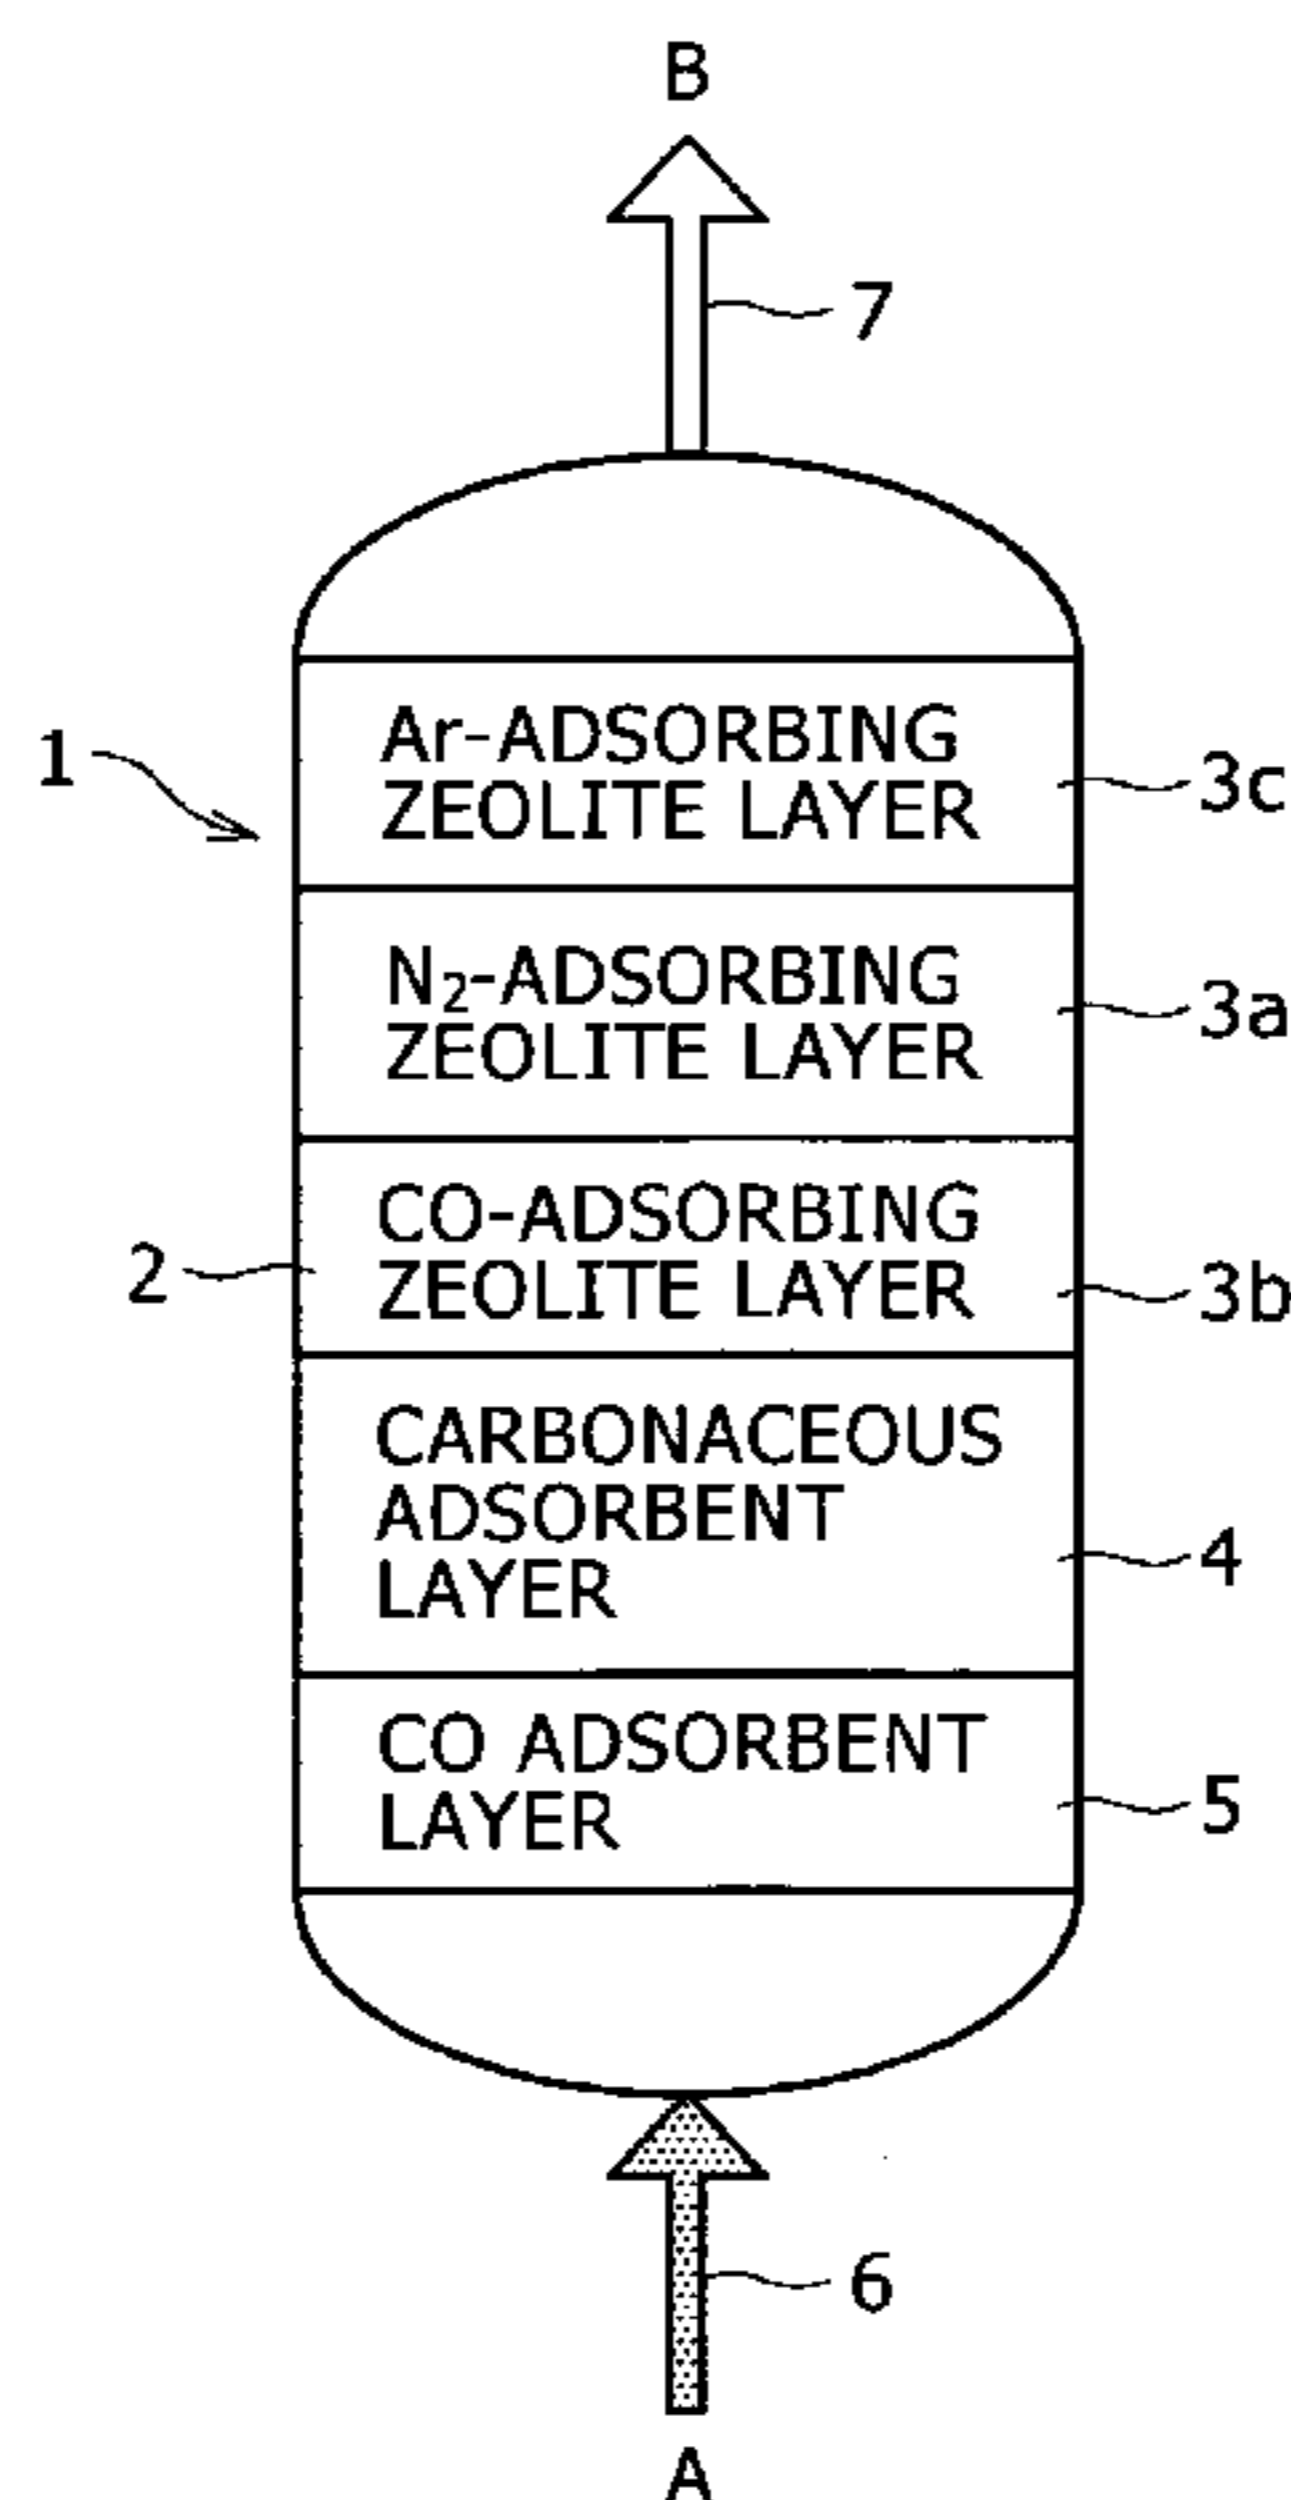 B
7
Ar-ADSORBING
ZEOLITE LAYER
1
3c
N₂-ADSORBING
ZEOLITE LAYER
3a
CO-ADSORBING
ZEOLITE LAYER
2
3b
CARBONACEOUS
ADSORBENT
LAYER
4
CO ADSORBENT
LAYER
5
6
A